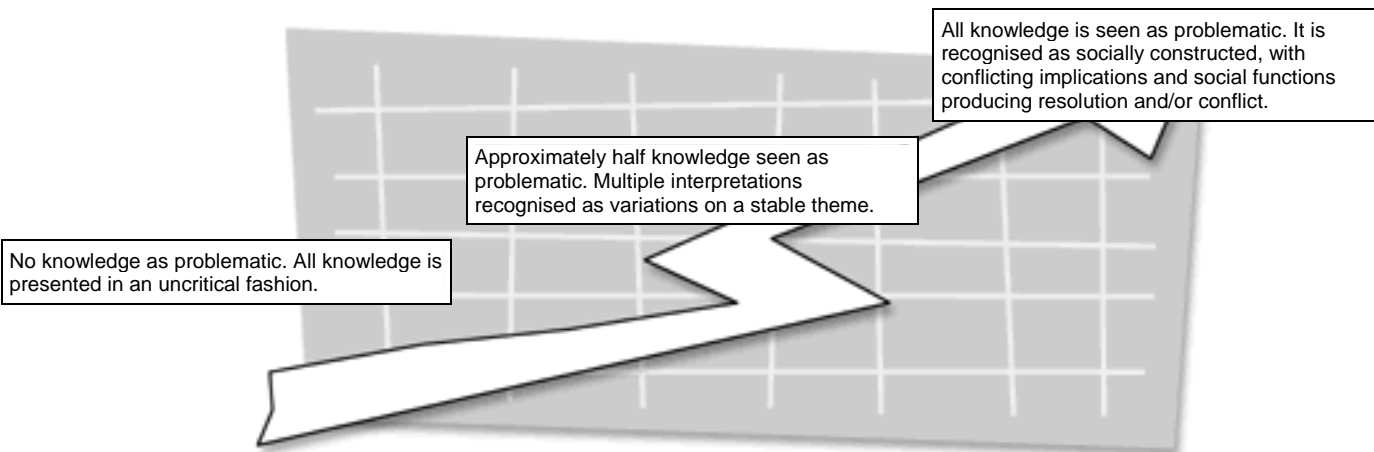 All knowledge is seen as problematic. It is
recognised as socially constructed, with
conflicting implications and social functions
producing resolution and/or conflict.
Approximately half knowledge seen as
problematic. Multiple interpretations
recognised as variations on a stable theme.
No knowledge as problematic. All knowledge is
presented in an uncritical fashion.